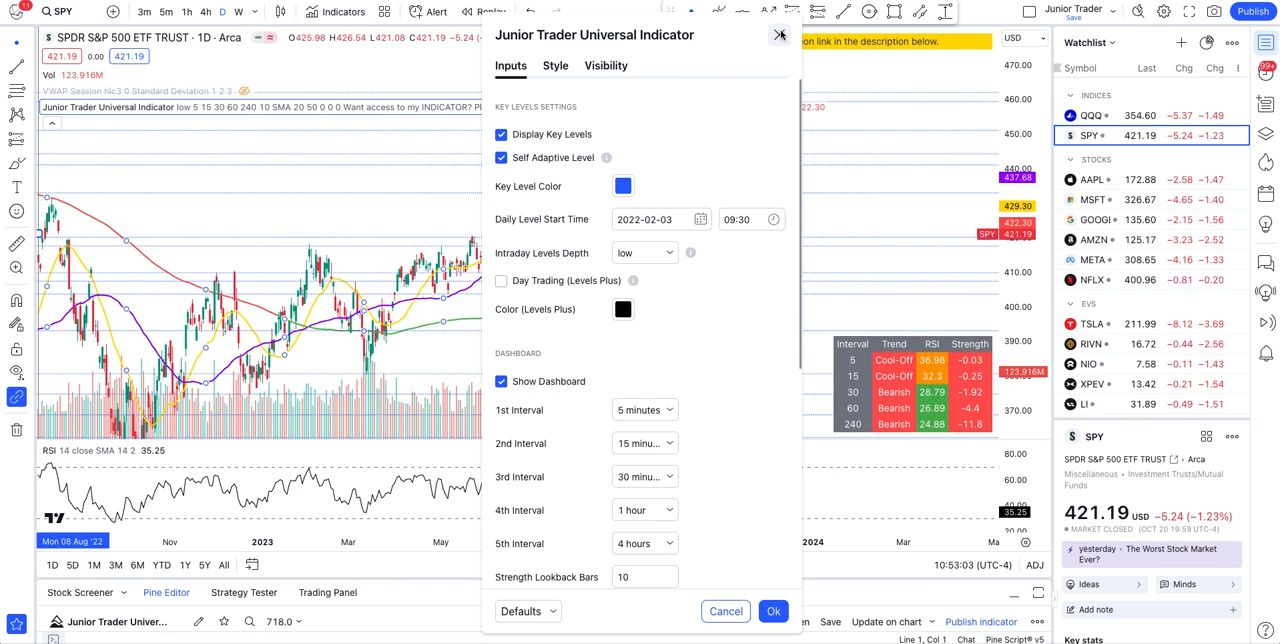 11
SPY
3m 5m 1h 4h D W
Indicators
Alert
Replay
Junior Trader
Save
Publish
SPDR S&P 500 ETF TRUST · 1D · Arca
O425.98 H426.54 L421.08 C421.19 −5.24 (−
421.19 0.00 421.19
Vol 123.916M
VWAP Session hlc3 0 Standard Deviation 1 2 3
Junior Trader Universal Indicator low 5 15 30 60 240 10 SMA 20 50 0 0 0 Want access to my INDICATOR? Pl
on link in the description below.
22.30
Junior Trader Universal Indicator
Inputs Style Visibility
KEY LEVELS SETTINGS
Display Key Levels
Self Adaptive Level
Key Level Color
Daily Level Start Time 2022-02-03 09:30
Intraday Levels Depth low
Day Trading (Levels Plus)
Color (Levels Plus)
DASHBOARD
Show Dashboard
1st Interval 5 minutes
2nd Interval 15 minu...
3rd Interval 30 minu...
4th Interval 1 hour
5th Interval 4 hours
Strength Lookback Bars 10
Defaults
Cancel
Ok
USD
470.00
460.00
450.00
440.00
437.68
429.30
422.30
SPY 421.19
410.00
400.00
390.00
123.916M
370.00
80.00
60.00
40.00
35.25
20.00
Interval Trend RSI Strength
5 Cool-Off 36.98 -0.03
15 Cool-Off 32.3 -0.25
30 Bearish 28.79 -1.92
60 Bearish 26.89 -4.4
240 Bearish 24.88 -11.8
RSI 14 close SMA 14 2 35.25
Mon 08 Aug '22 Nov 2023 Mar May 2024 Mar Ma
1D 5D 1M 3M 6M YTD 1Y 5Y All
10:53:03 (UTC-4) ADJ
Stock Screener Pine Editor Strategy Tester Trading Panel
Junior Trader Univer... 718.0
en Save Update on chart Publish indicator
Line 1, Col 1 Chat Pine Script® v5
Watchlist
Symbol Last Chg Chg
INDICES
QQQ 354.60 −5.37 −1.49
SPY 421.19 −5.24 −1.23
STOCKS
AAPL 172.88 −2.58 −1.47
MSFT 326.67 −4.65 −1.40
GOOGL 135.60 −2.15 −1.56
AMZN 125.17 −3.23 −2.52
META 308.65 −4.16 −1.33
NFLX 400.96 −0.81 −0.20
EVS
TSLA 211.99 −8.12 −3.69
RIVN 16.72 −0.44 −2.56
NIO 7.58 −0.11 −1.43
XPEV 13.42 −0.21 −1.54
LI 31.89 −0.49 −1.51
SPY
SPDR S&P 500 ETF TRUST Arca
Miscellaneous • Investment Trusts/Mutual
Funds
421.19 USD −5.24 (−1.23%)
MARKET CLOSED (OCT 20 19:59 UTC-4)
yesterday · The Worst Stock Market
Ever?
Ideas
Minds
Add note
Key stats
99+